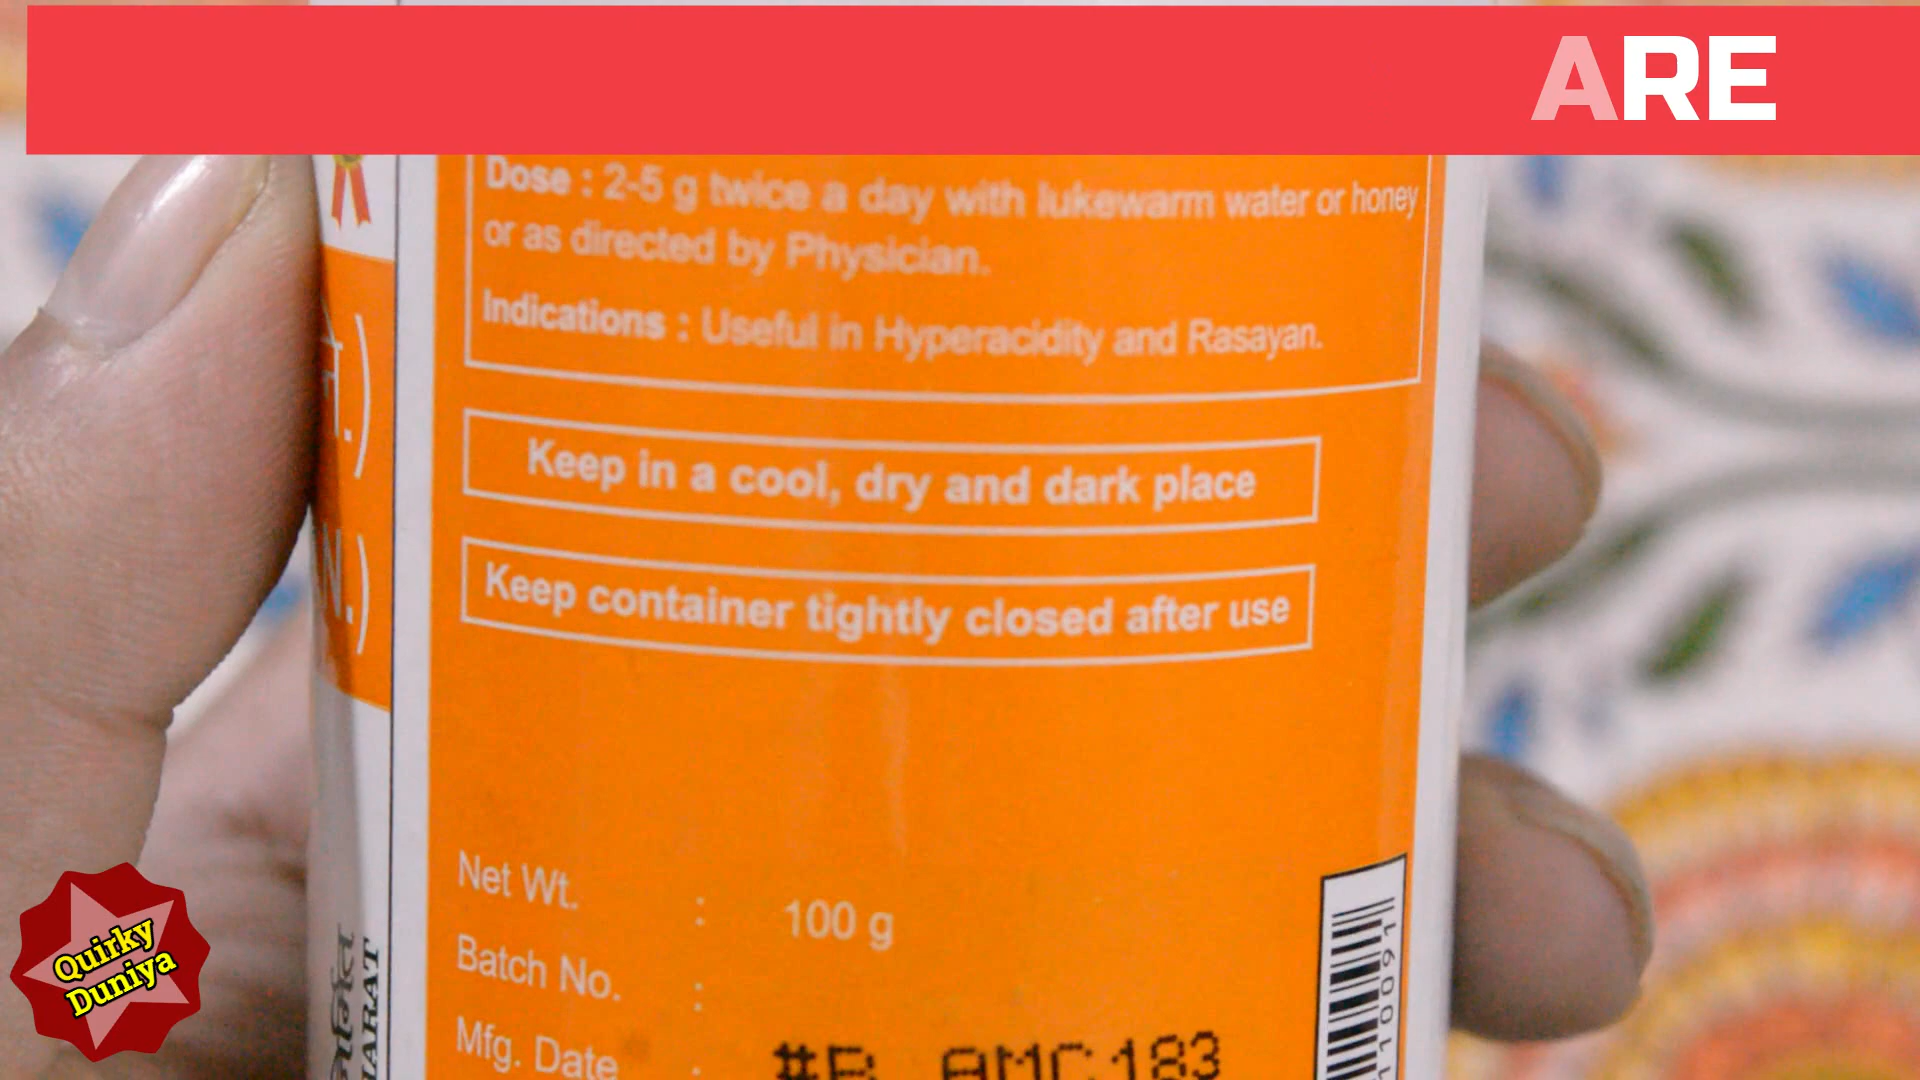 ARE
Dose : 2-5 g twice a day with lukewarm water or honey
or as directed by Physician.
Indications : Useful in Hyperacidity and Rasayan.
Keep in a cool, dry and dark place
Keep container tightly closed after use
Net Wt. : 100 g
Batch No. :
Mfg. Date : #B AMC183
Quirky
Duniya